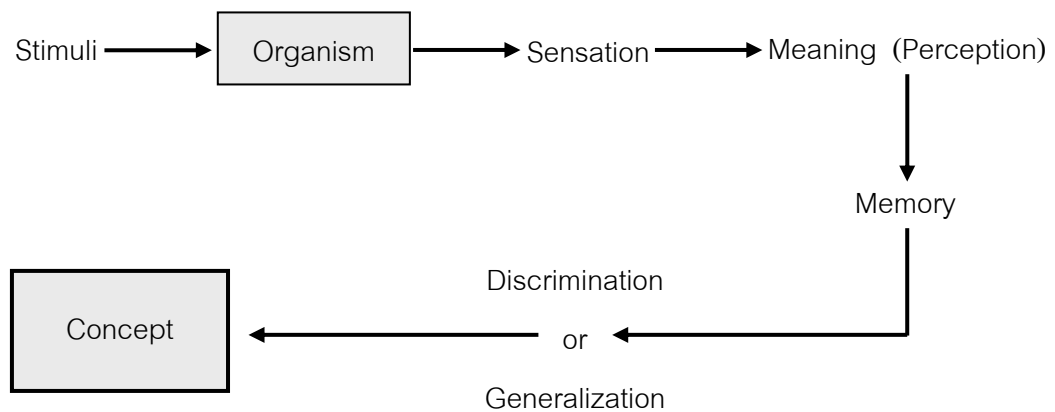 Stimuli
Organism
Sensation
Meaning (Perception)
Memory
Discrimination
or
Generalization
Concept